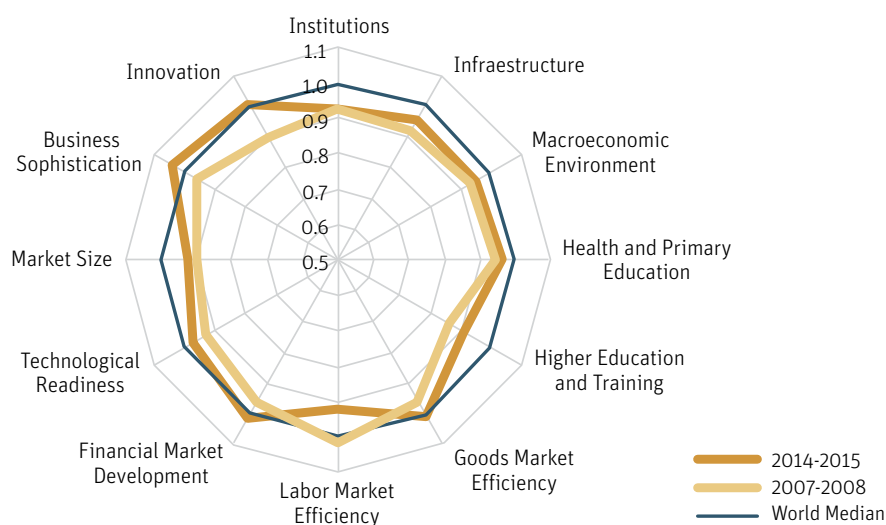 Institutions
Infraestructure
Macroeconomic
Environment
Health and Primary
Education
Higher Education
and Training
Goods Market
Efficiency
Labor Market
Efficiency
Financial Market
Development
Technological
Readiness
Market Size
Business
Sophistication
Innovation
1.1
1.0
0.9
0.8
0.7
0.6
0.5
2014-2015
2007-2008
World Median